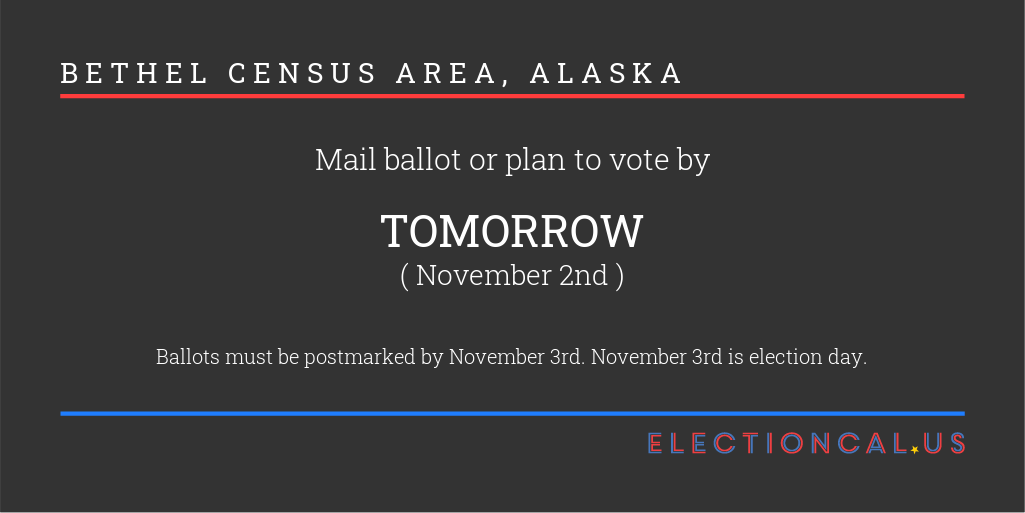 BETHEL CENSUS AREA, ALASKA
Mail ballot or plan to vote by
TOMORROW
( November 2nd )
Ballots must be postmarked by November 3rd. November 3rd is election day.
ELECTIONCAL.US